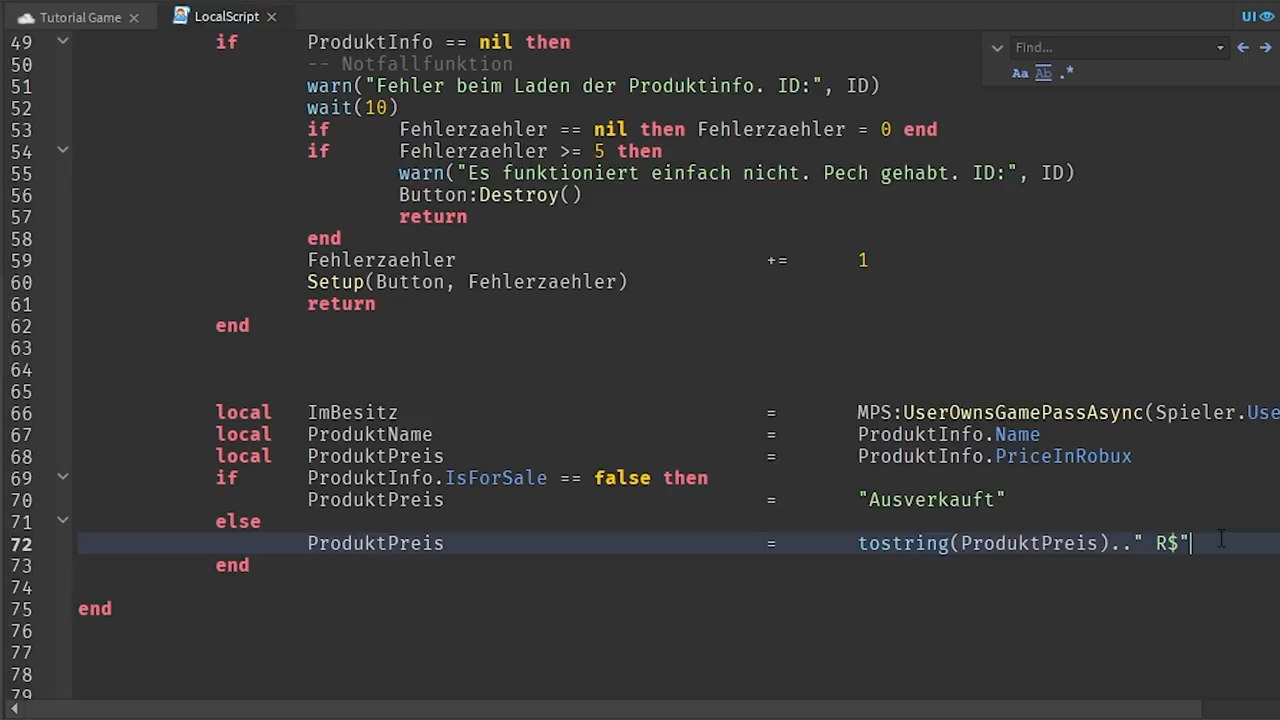 Tutorial Game
LocalScript
UI
Find...
Aa Ab .*
49 if ProduktInfo == nil then
50 -- Notfallfunktion
51 warn("Fehler beim Laden der Produktinfo. ID:", ID)
52 wait(10)
53 if Fehlerzaehler == nil then Fehlerzaehler = 0 end
54 if Fehlerzaehler >= 5 then
55 warn("Es funktioniert einfach nicht. Pech gehabt. ID:", ID)
56 Button:Destroy()
57 return
58 end
59 Fehlerzaehler += 1
60 Setup(Button, Fehlerzaehler)
61 return
62 end
63
64
65
66 local ImBesitz = MPS:UserOwnsGamePassAsync(Spieler.Use
67 local ProduktName = ProduktInfo.Name
68 local ProduktPreis = ProduktInfo.PriceInRobux
69 if ProduktInfo.IsForSale == false then
70 ProduktPreis = "Ausverkauft"
71 else
72 ProduktPreis = tostring(ProduktPreis).." R$"
73 end
74
75 end
76
77
78
79